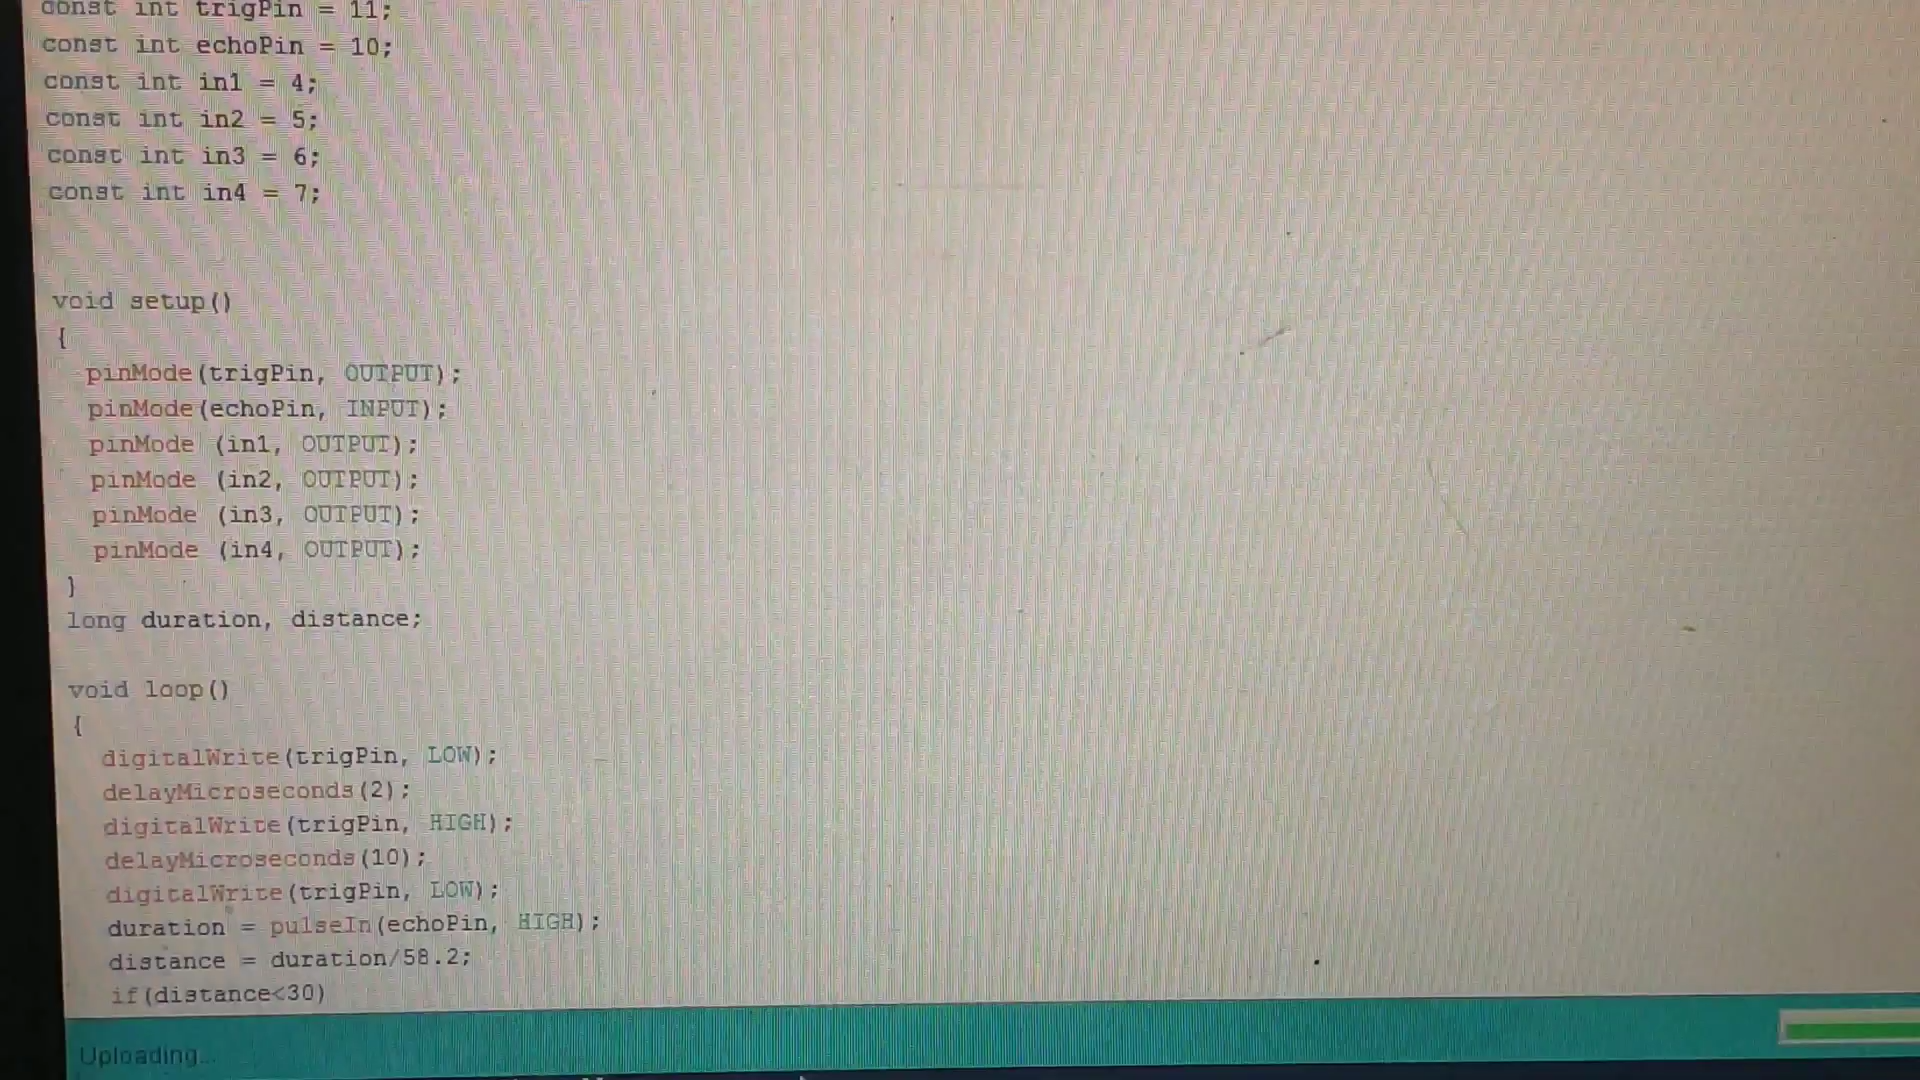 const int trigPin = 11;
const int echoPin = 10;
const int in1 = 4;
const int in2 = 5;
const int in3 = 6;
const int in4 = 7;
void setup()
{
pinMode(trigPin, OUTPUT);
pinMode(echoPin, INPUT);
pinMode (in1, OUTPUT);
pinMode (in2, OUTPUT);
pinMode (in3, OUTPUT);
pinMode (in4, OUTPUT);
}
long duration, distance;
void loop()
{
digitalWrite(trigPin, LOW);
delayMicroseconds(2);
digitalWrite(trigPin, HIGH);
delayMicroseconds(10);
digitalWrite(trigPin, LOW);
duration = pulseIn(echoPin, HIGH);
distance = duration/58.2;
if(distance<30)
Uploading...